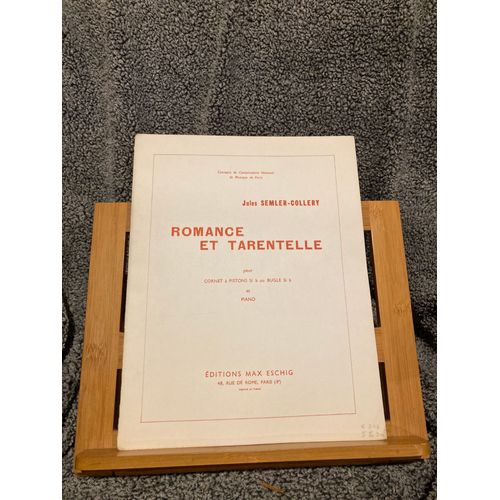 Concours du Conservatoire National
de Musique de Paris
Jules SEMLER-COLLERY
ROMANCE
ET TARENTELLE
pour
CORNET à PISTONS Si b ou BUGLE Si b
et
PIANO
ÉDITIONS MAX ESCHIG
48, RUE DE ROME, PARIS (8e)